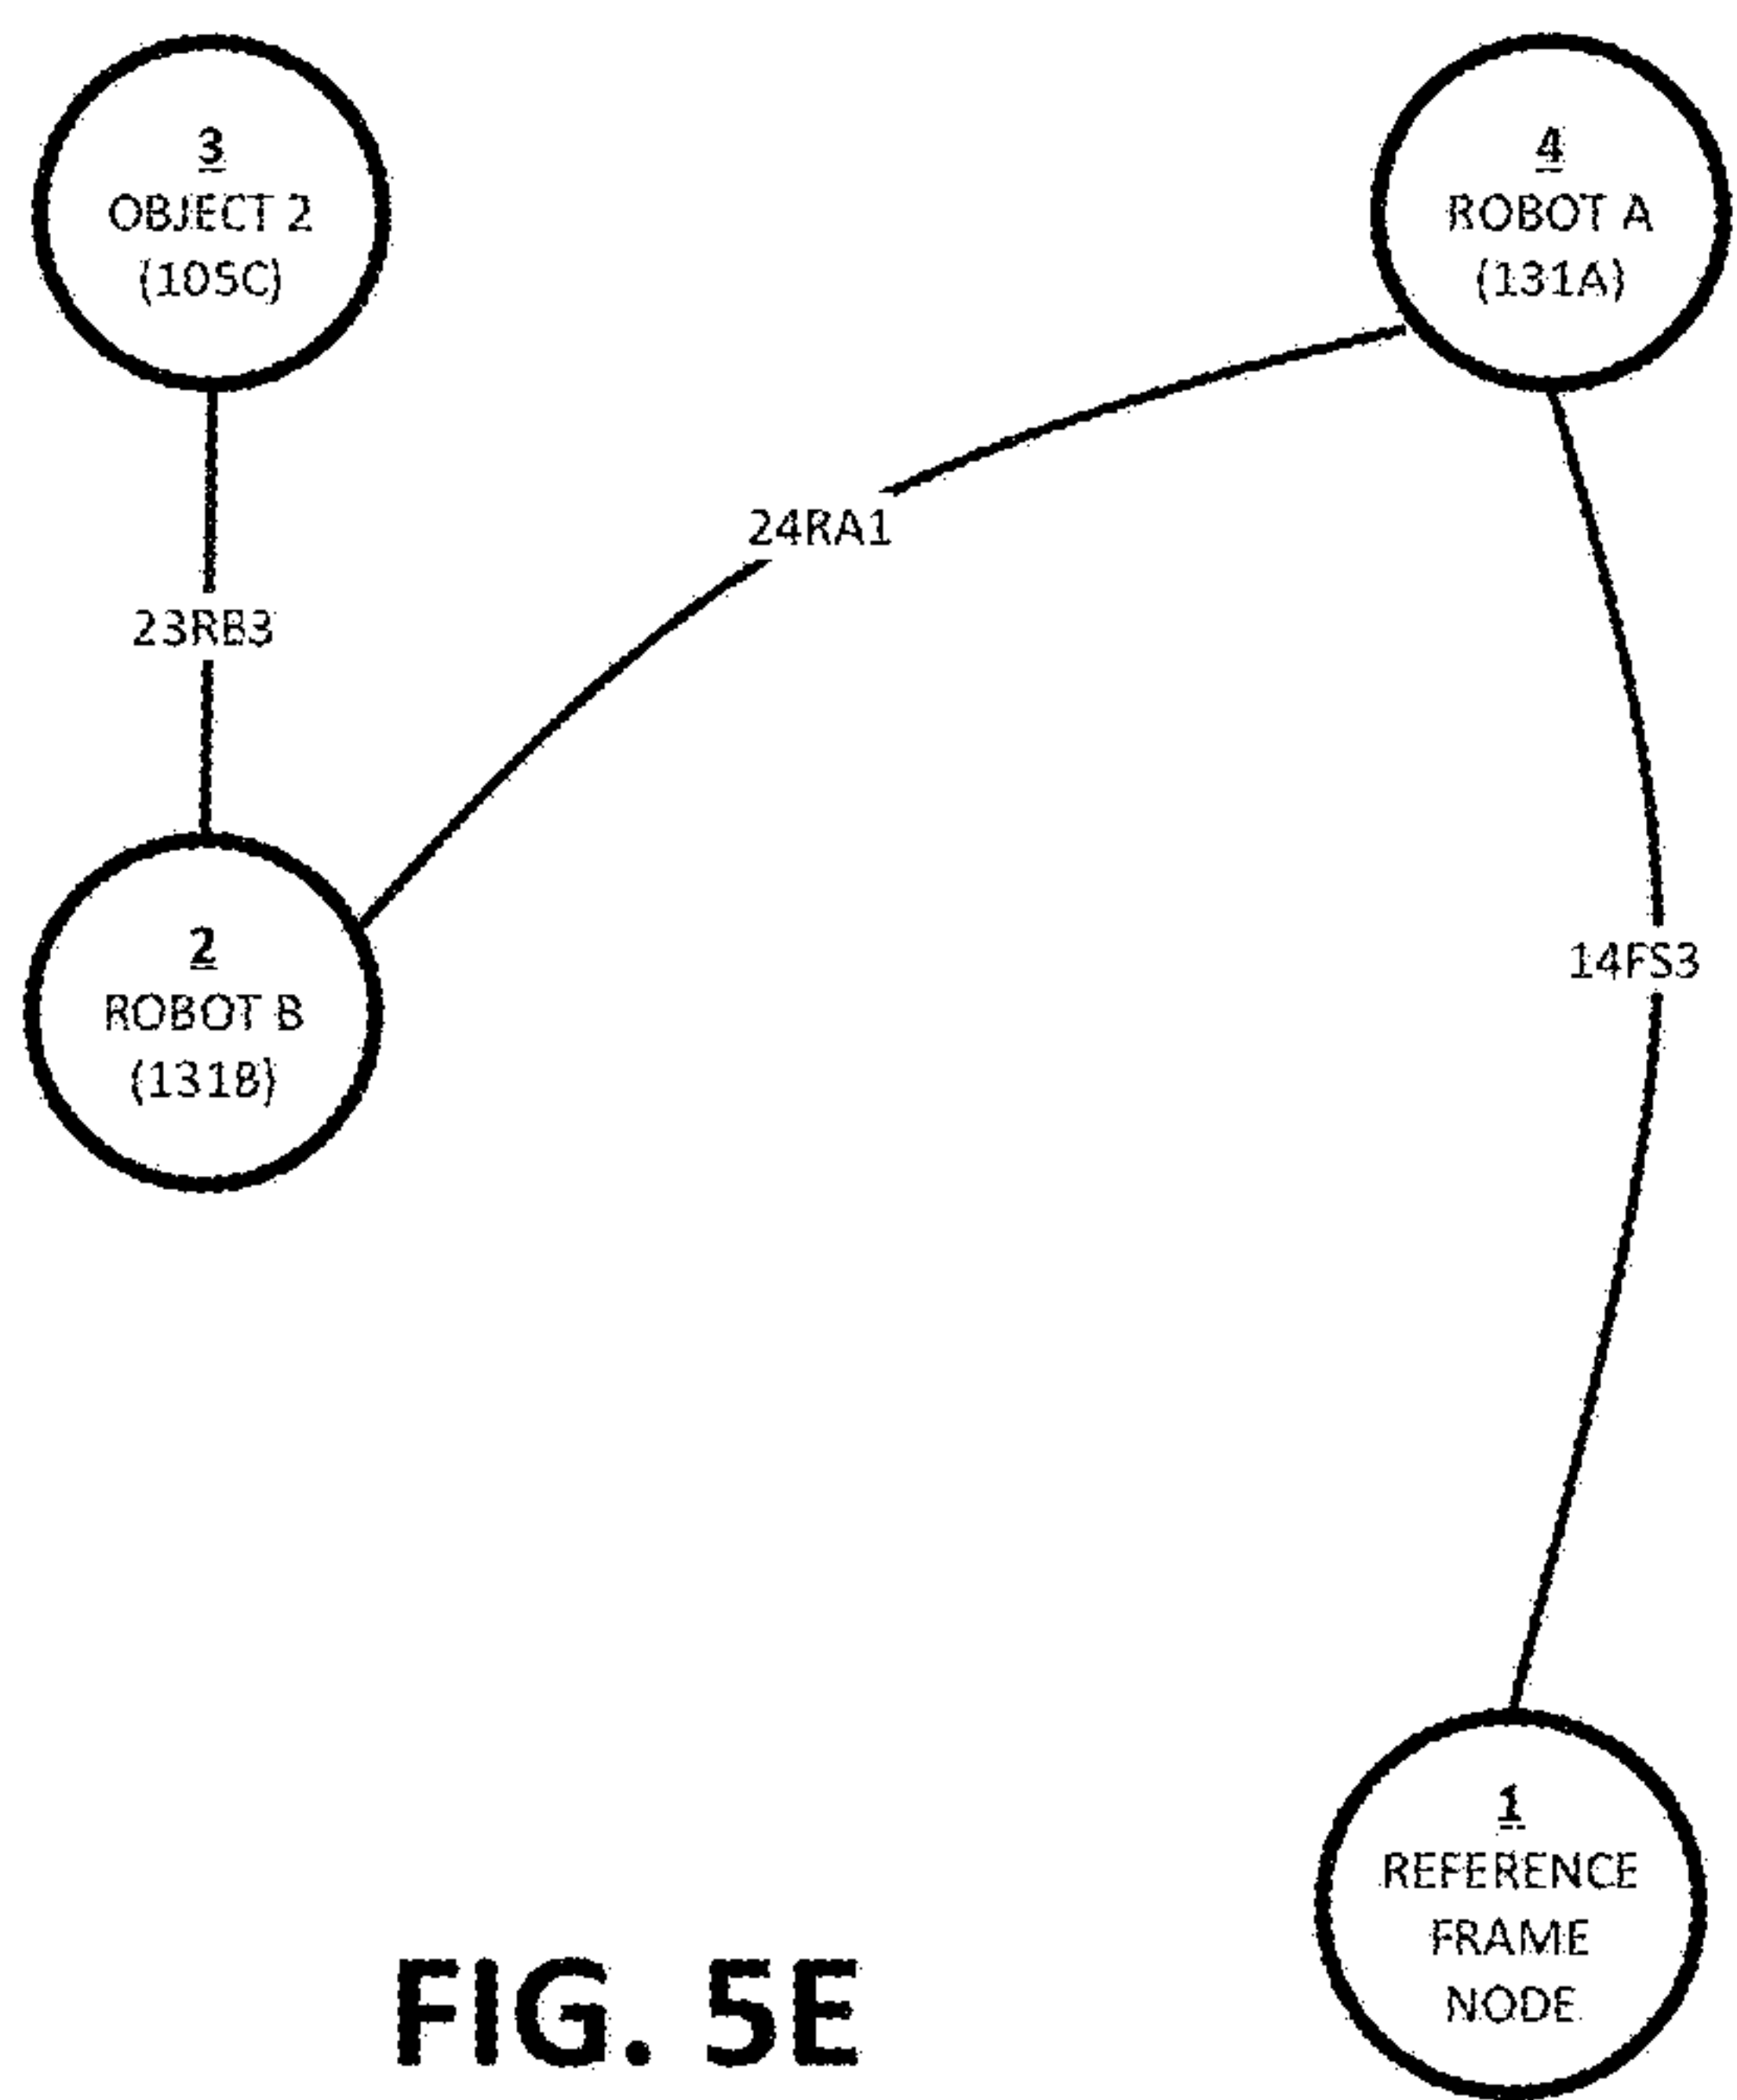 3
OBJECT 2
(105C)
4
ROBOT A
(131A)
24RA1
23RB3
2
ROBOT B
(131B)
14FS3
1
REFERENCE
FRAME
NODE
FIG. 5E